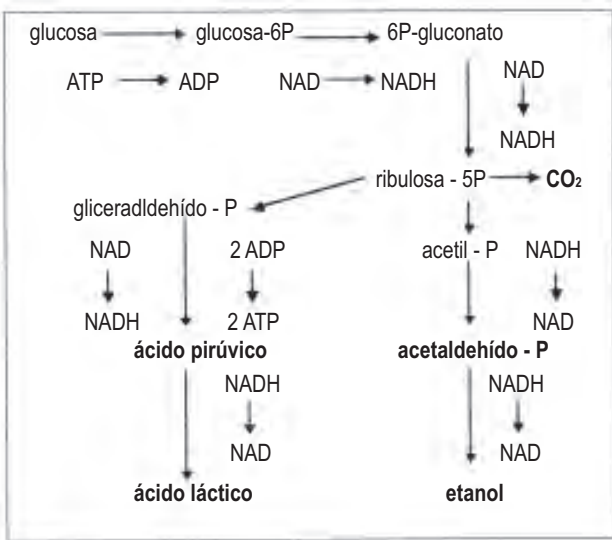 glucosa glucosa-6P 6P-gluconato
ATP ADP NAD NADH NAD
NADH
ribulosa - 5P CO₂
gliceradldehído - P
NAD 2 ADP acetil - P NADH
NADH 2 ATP NAD
ácido pirúvico acetaldehído - P
NADH NADH
NAD NAD
ácido láctico etanol